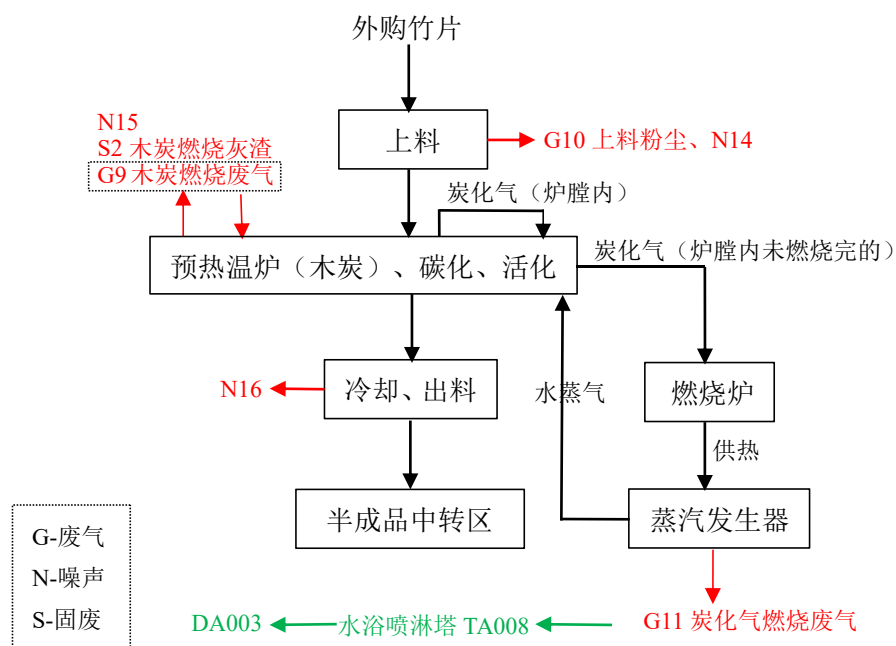 外购竹片
N15
S2 木炭燃烧灰渣
G9 木炭燃烧废气
上料
G10 上料粉尘、N14
炭化气（炉膛内）
预热温炉（木炭）、碳化、活化
炭化气（炉膛内未燃烧完的）
N16
冷却、出料
水蒸气
燃烧炉
供热
半成品中转区
蒸汽发生器
G-废气
N-噪声
S-固废
DA003
水浴喷淋塔 TA008
G11 炭化气燃烧废气